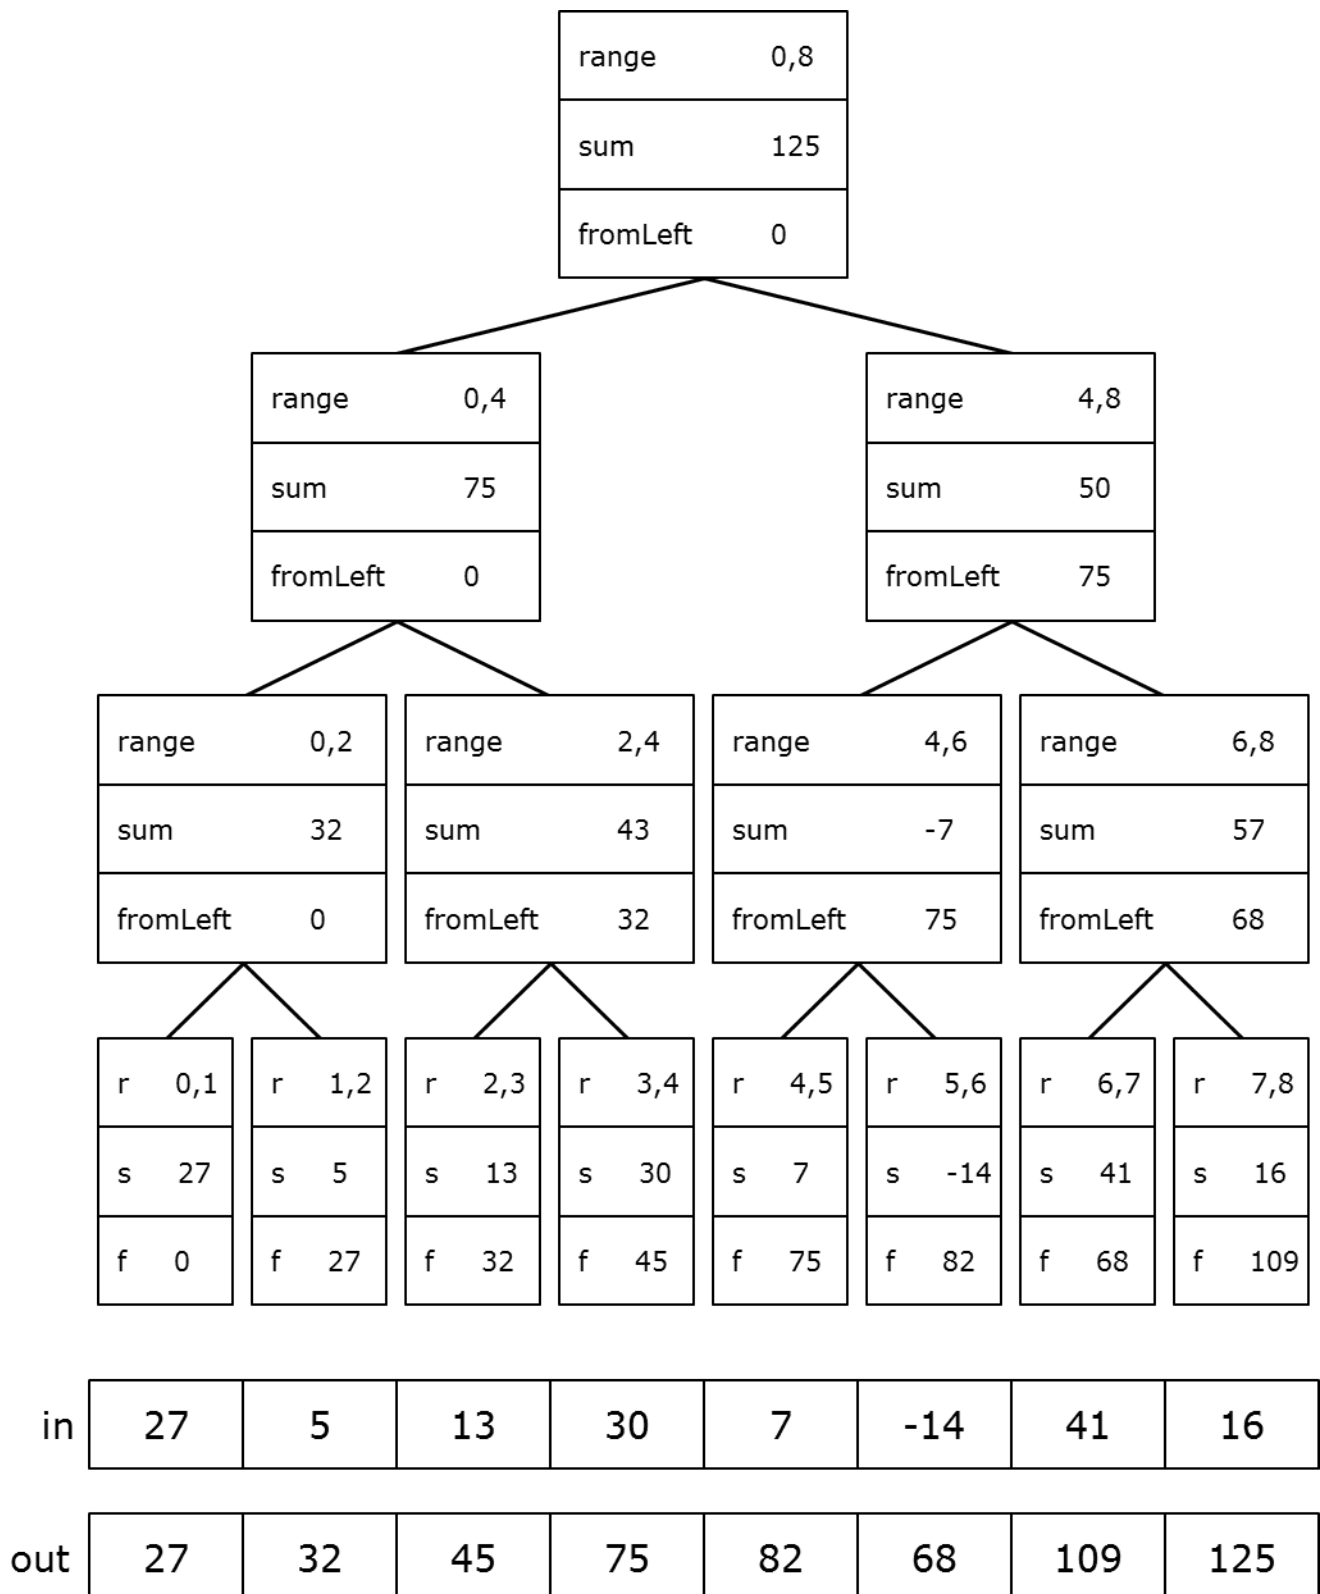 range 0,8
sum 125
fromLeft 0
range 0,4 range 4,8
sum 75 sum 50
fromLeft 0 fromLeft 75
range 0,2 range 2,4 range 4,6 range 6,8
sum 32 sum 43 sum -7 sum 57
fromLeft 0 fromLeft 32 fromLeft 75 fromLeft 68
r 0,1 r 1,2 r 2,3 r 3,4 r 4,5 r 5,6 r 6,7 r 7,8
s 27 s 5 s 13 s 30 s 7 s -14 s 41 s 16
f 0 f 27 f 32 f 45 f 75 f 82 f 68 f 109
in 27 5 13 30 7 -14 41 16
out 27 32 45 75 82 68 109 125